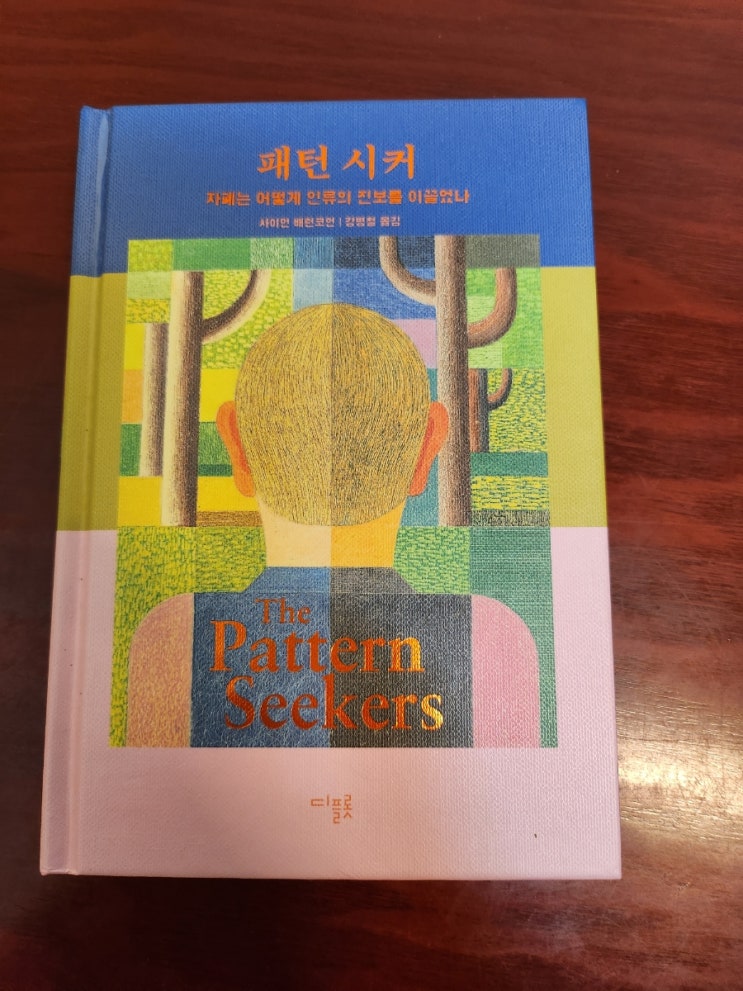 패턴 시커
자폐는 어떻게 인류의 진보를 이끌었나
사이먼 배런코언 | 강병철 옮김
The
Pattern
Seekers
디플롯